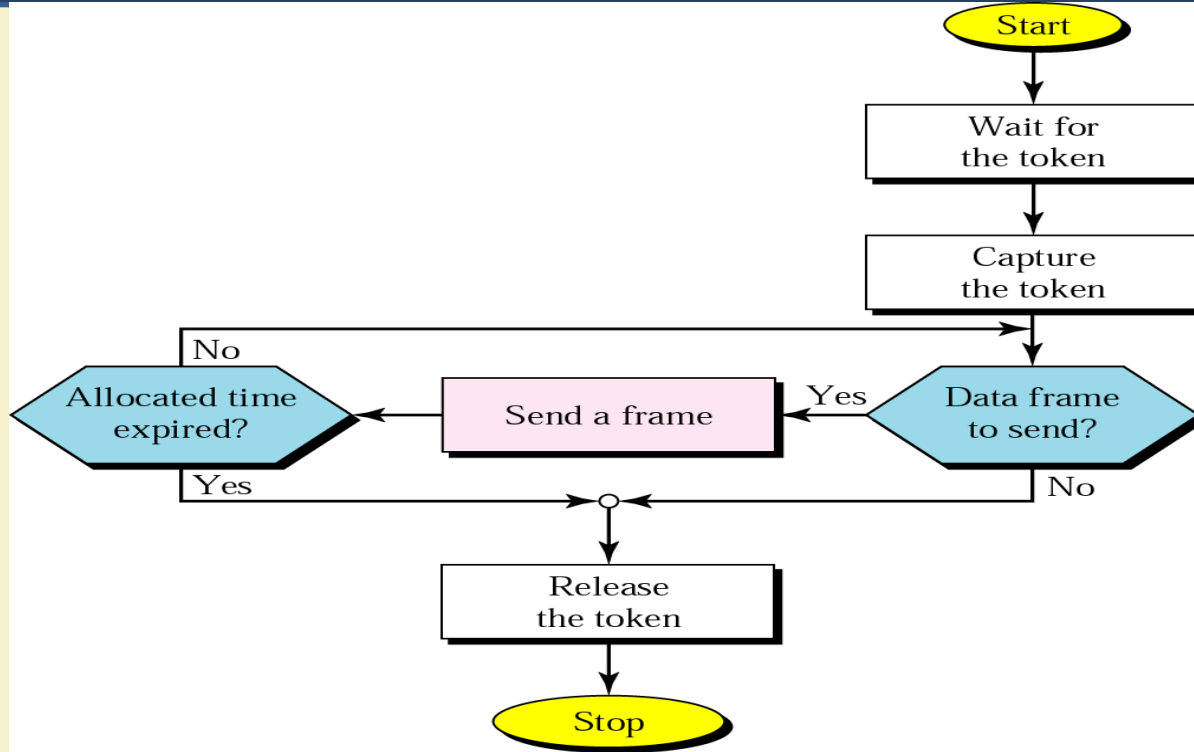 Start
Wait for
the token
Capture
the token
No
Allocated time
expired?
Send a frame
Yes
Data frame
to send?
Yes
No
Release
the token
Stop